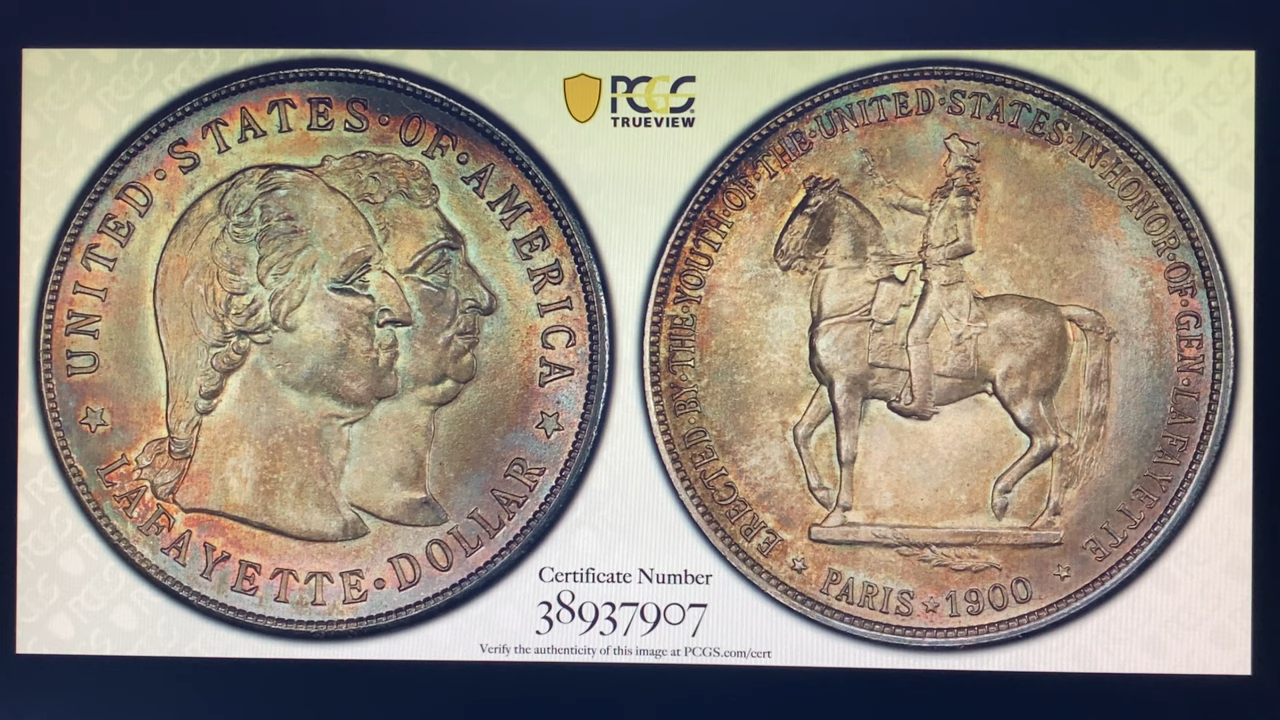 UNITED·STATES·OF·AMERICA
LAFAYETTE·DOLLAR
PCGS
TRUEVIEW
ERECTED·BY·THE·YOUTH·OF·THE·UNITED·STATES·IN·HONOR·OF·GEN·LAFAYETTE
PARIS ★ 1900
Certificate Number
38937907
Verify the authenticity of this image at PCGS.com/cert